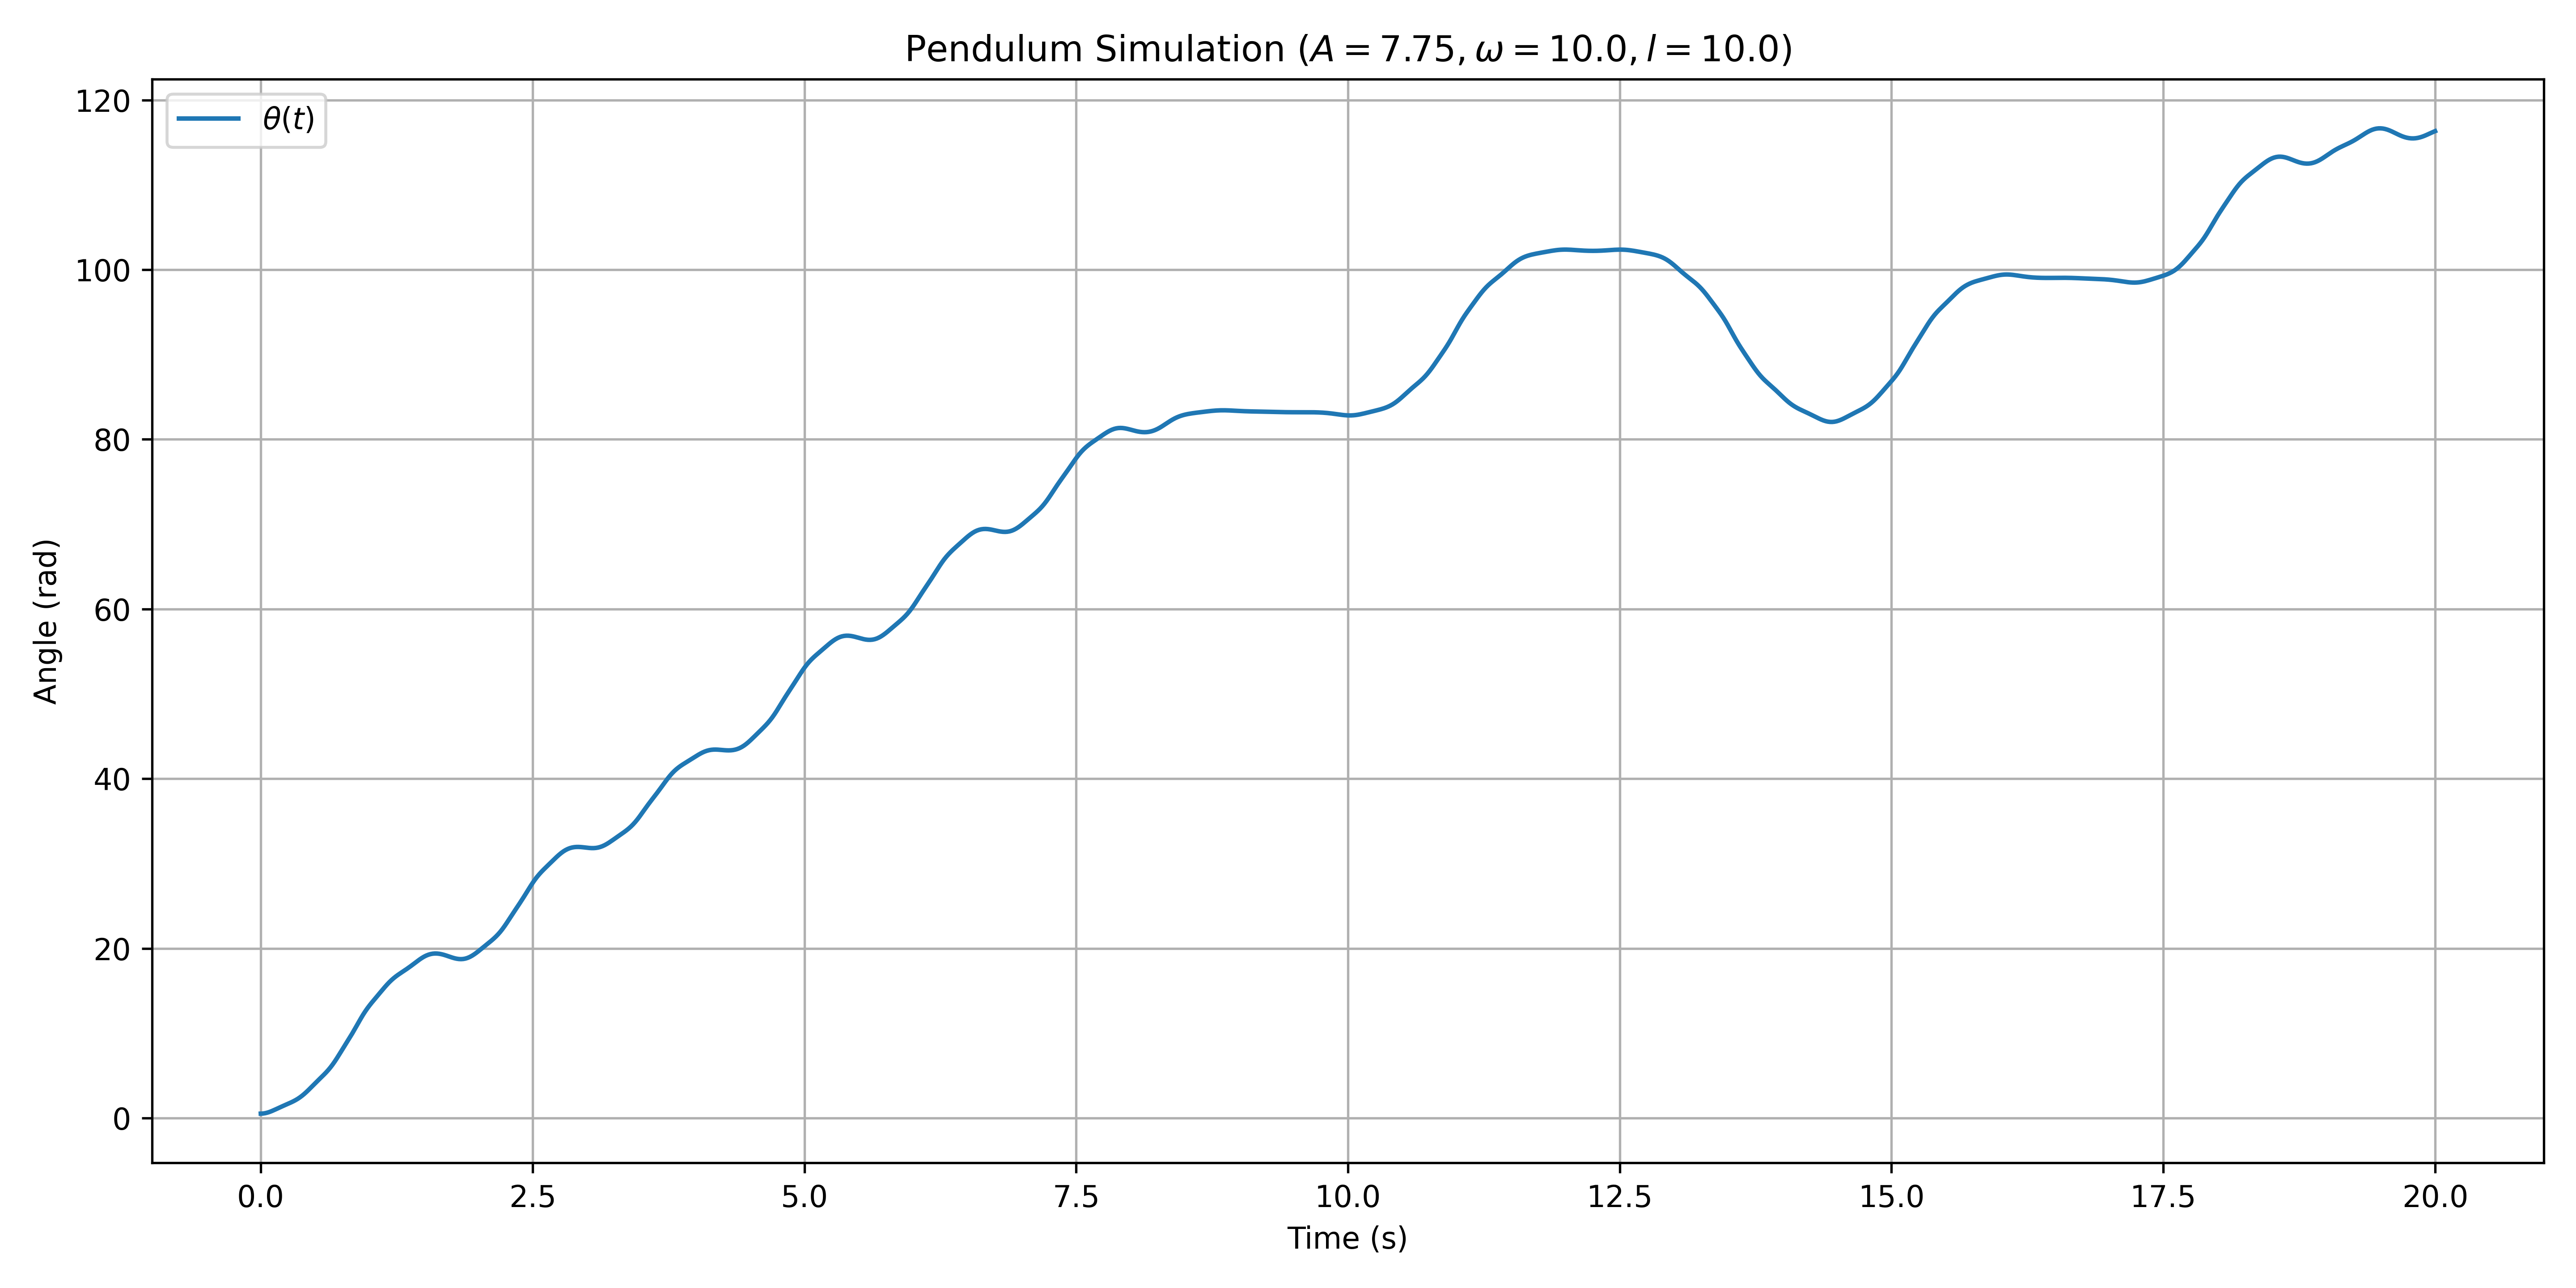 Pendulum Simulation (A = 7.75, ω = 10.0, l = 10.0)
θ(t)
120
100
80
60
40
20
0
Angle (rad)
0.0 2.5 5.0 7.5 10.0 12.5 15.0 17.5 20.0
Time (s)